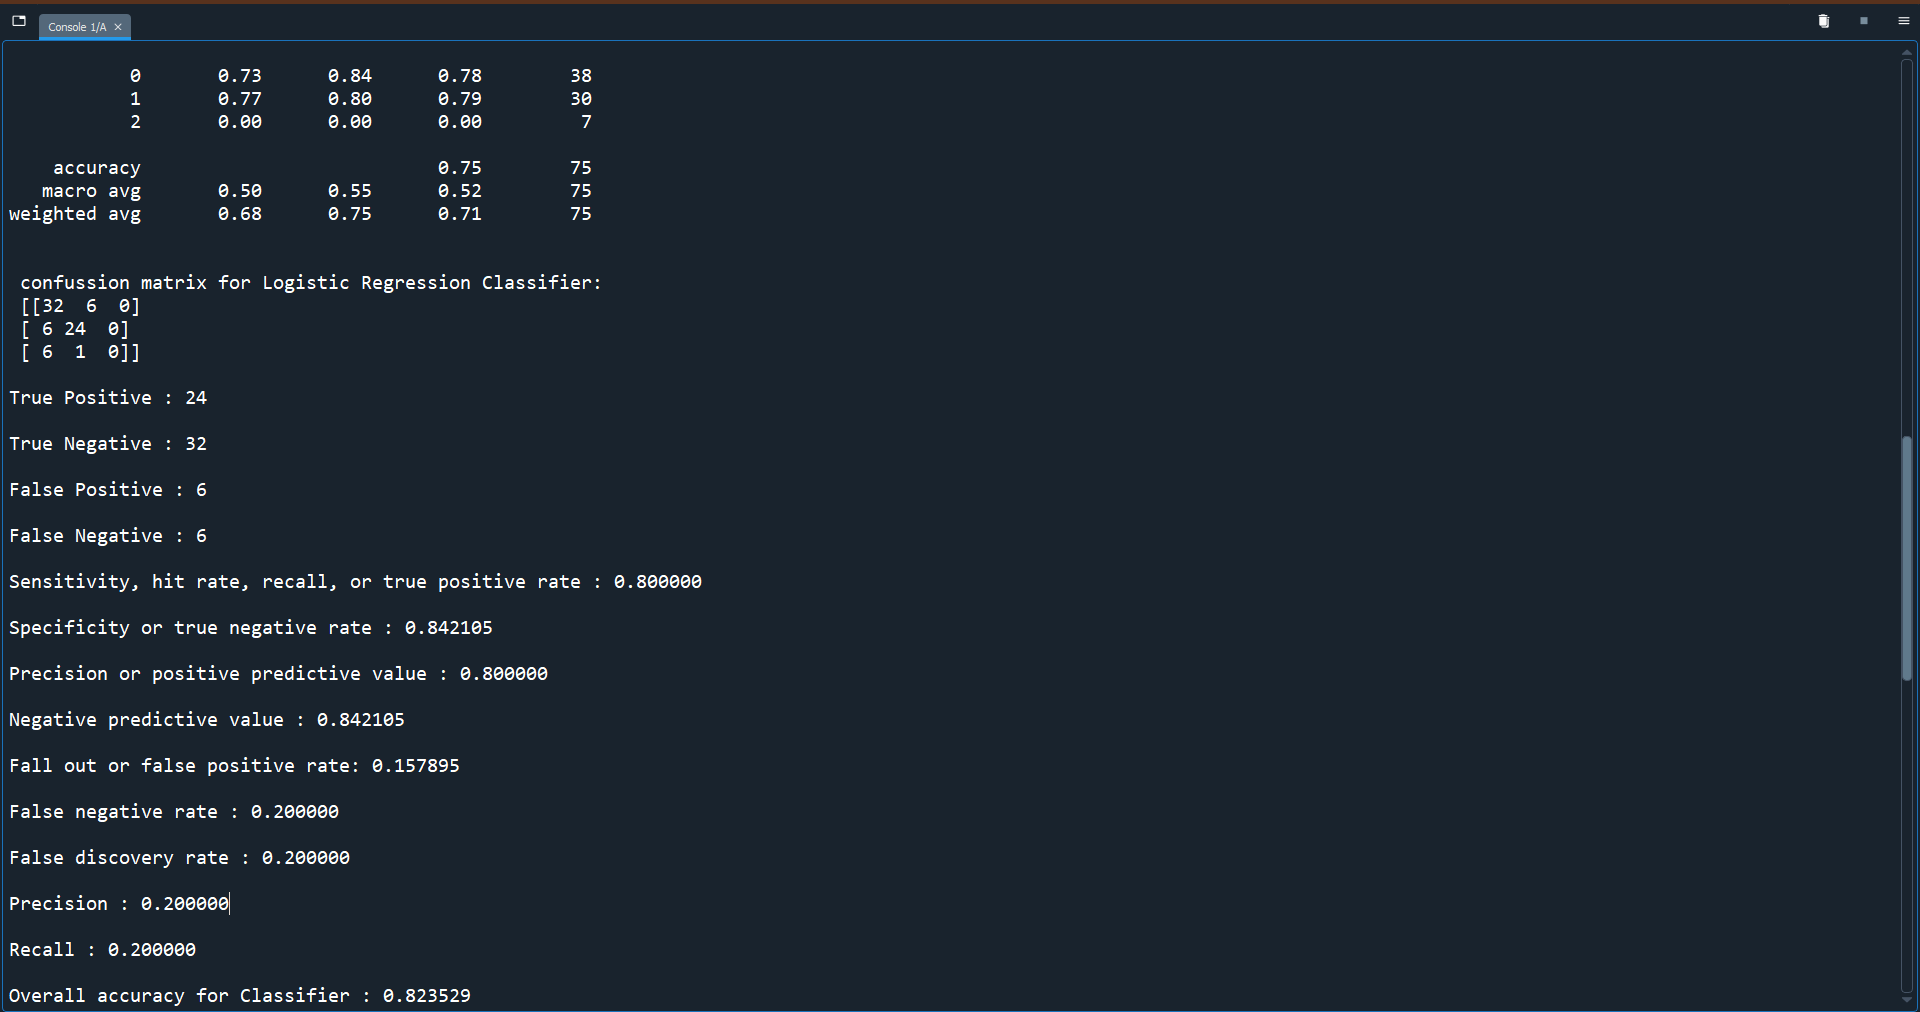 Console 1/A
0 0.73 0.84 0.78 38
1 0.77 0.80 0.79 30
2 0.00 0.00 0.00 7
accuracy 0.75 75
macro avg 0.50 0.55 0.52 75
weighted avg 0.68 0.75 0.71 75
confussion matrix for Logistic Regression Classifier:
[[32 6 0]
[ 6 24 0]
[ 6 1 0]]
True Positive : 24
True Negative : 32
False Positive : 6
False Negative : 6
Sensitivity, hit rate, recall, or true positive rate : 0.800000
Specificity or true negative rate : 0.842105
Precision or positive predictive value : 0.800000
Negative predictive value : 0.842105
Fall out or false positive rate: 0.157895
False negative rate : 0.200000
False discovery rate : 0.200000
Precision : 0.200000
Recall : 0.200000
Overall accuracy for Classifier : 0.823529